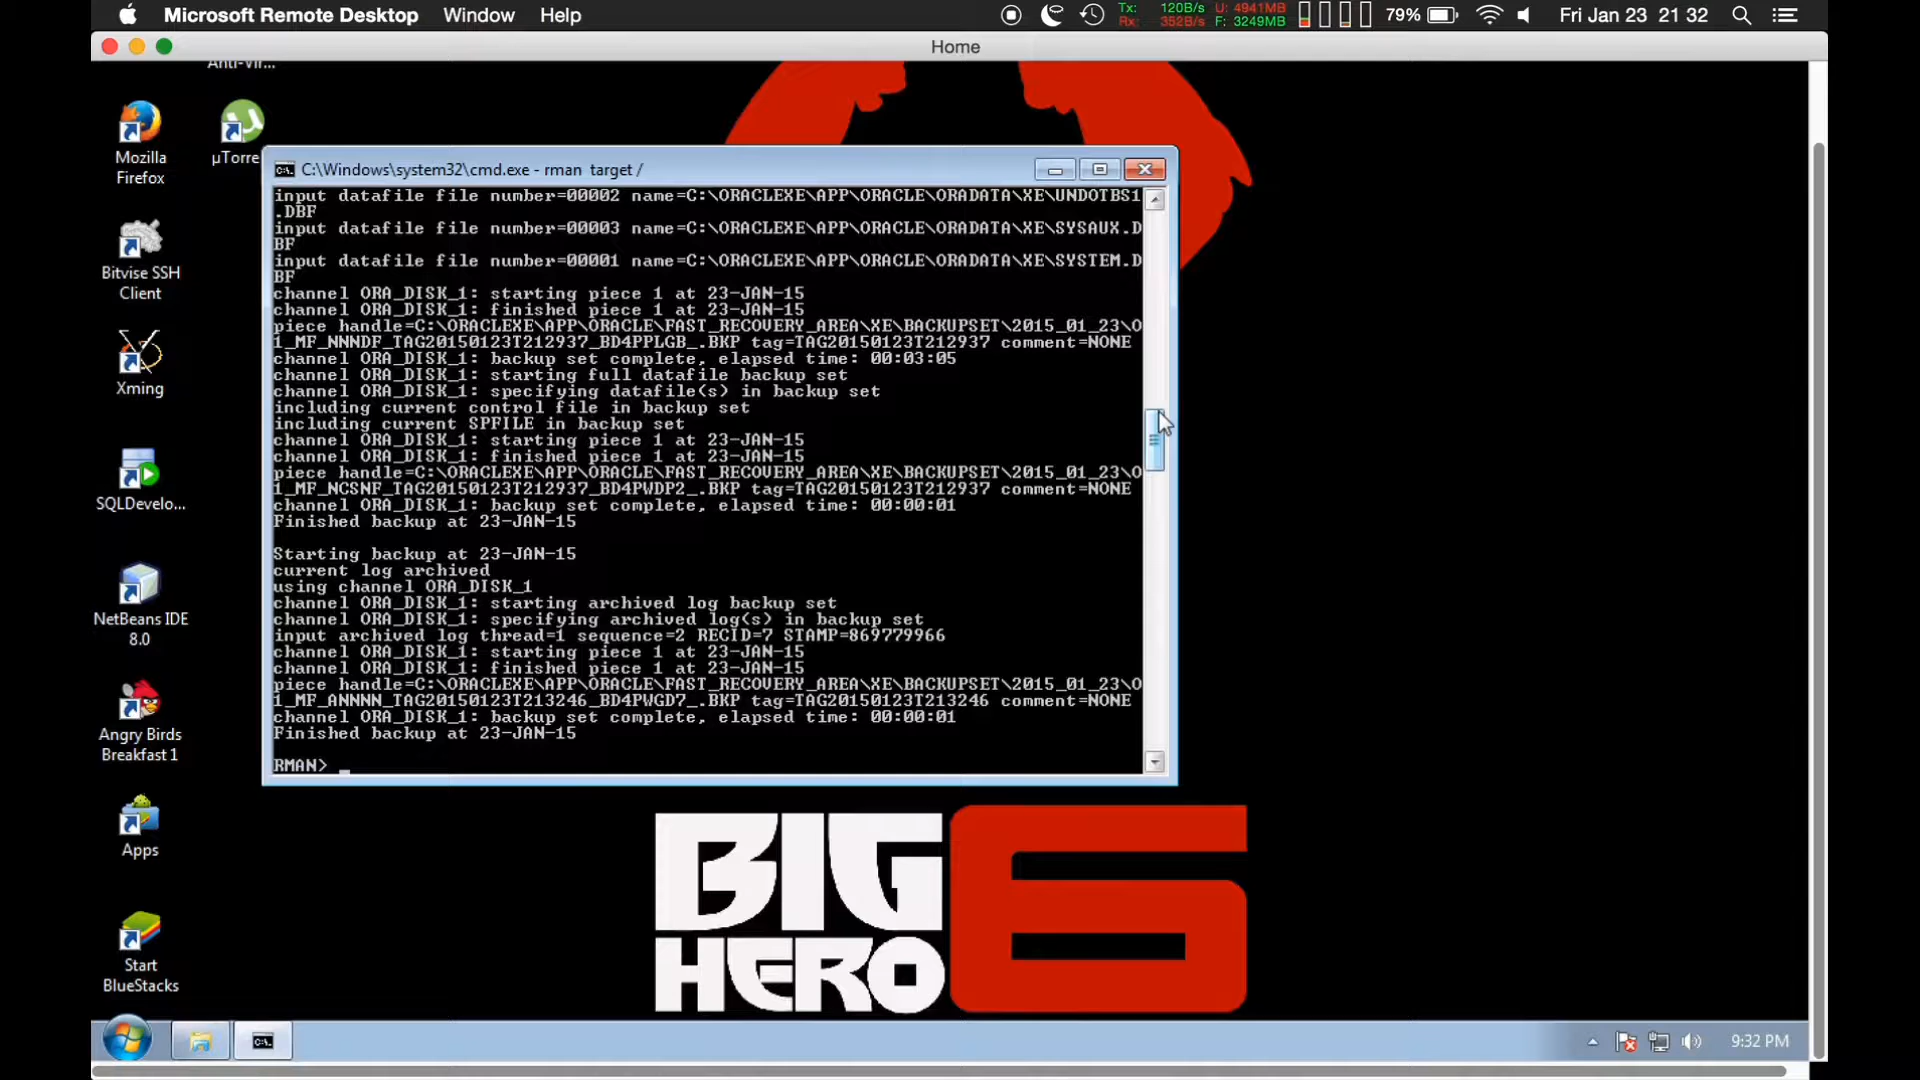 Microsoft Remote Desktop Window Help Tx: 120B/s U: 4941MB 79% Fri Jan 23 21 32
Rx: 352B/s F: 3249MB
Home
Anti-Vir...
Mozilla
Firefox
µTorre
Bitvise SSH
Client
Xming
SQLDevelo...
NetBeans IDE
8.0
Angry Birds
Breakfast 1
Apps
Start
BlueStacks
C:\Windows\system32\cmd.exe - rman target /
input datafile file number=00002 name=C:\ORACLEXE\APP\ORACLE\ORADATA\XE\UNDOTBS1
.DBF
input datafile file number=00003 name=C:\ORACLEXE\APP\ORACLE\ORADATA\XE\SYSAUX.D
BF
input datafile file number=00001 name=C:\ORACLEXE\APP\ORACLE\ORADATA\XE\SYSTEM.D
BF
channel ORA_DISK_1: starting piece 1 at 23-JAN-15
channel ORA_DISK_1: finished piece 1 at 23-JAN-15
piece handle=C:\ORACLEXE\APP\ORACLE\FAST_RECOVERY_AREA\XE\BACKUPSET\2015_01_23\O
1_MF_NNNDF_TAG20150123T212937_BD4PPLGB_.BKP tag=TAG20150123T212937 comment=NONE
channel ORA_DISK_1: backup set complete, elapsed time: 00:03:05
channel ORA_DISK_1: starting full datafile backup set
channel ORA_DISK_1: specifying datafile(s) in backup set
including current control file in backup set
including current SPFILE in backup set
channel ORA_DISK_1: starting piece 1 at 23-JAN-15
channel ORA_DISK_1: finished piece 1 at 23-JAN-15
piece handle=C:\ORACLEXE\APP\ORACLE\FAST_RECOVERY_AREA\XE\BACKUPSET\2015_01_23\O
1_MF_NCSNF_TAG20150123T212937_BD4PWDP2_.BKP tag=TAG20150123T212937 comment=NONE
channel ORA_DISK_1: backup set complete, elapsed time: 00:00:01
Finished backup at 23-JAN-15
Starting backup at 23-JAN-15
current log archived
using channel ORA_DISK_1
channel ORA_DISK_1: starting archived log backup set
channel ORA_DISK_1: specifying archived log(s) in backup set
input archived log thread=1 sequence=2 RECID=7 STAMP=869779966
channel ORA_DISK_1: starting piece 1 at 23-JAN-15
channel ORA_DISK_1: finished piece 1 at 23-JAN-15
piece handle=C:\ORACLEXE\APP\ORACLE\FAST_RECOVERY_AREA\XE\BACKUPSET\2015_01_23\O
1_MF_ANNNN_TAG20150123T213246_BD4PWGD7_.BKP tag=TAG20150123T213246 comment=NONE
channel ORA_DISK_1: backup set complete, elapsed time: 00:00:01
Finished backup at 23-JAN-15
RMAN> _
BIG
HERO
6
9:32 PM